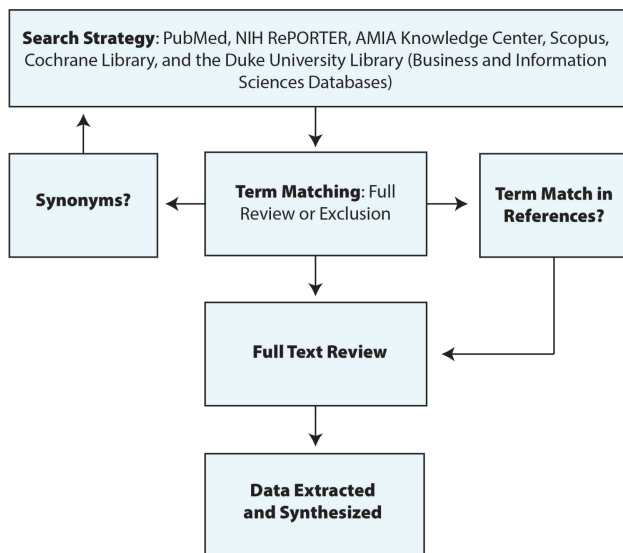 Search Strategy: PubMed, NIH RePORTER, AMIA Knowledge Center, Scopus,
Cochrane Library, and the Duke University Library (Business and Information
Sciences Databases)
Synonyms?
Term Matching: Full
Review or Exclusion
Term Match in
References?
Full Text Review
Data Extracted
and Synthesized